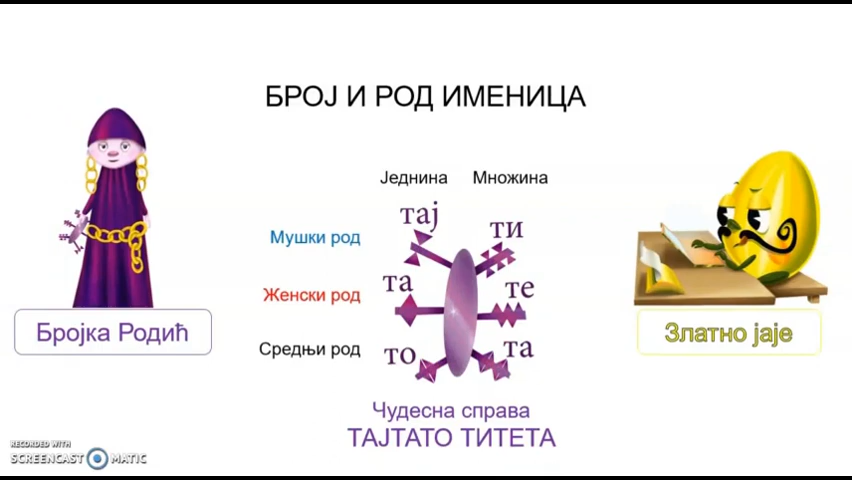 БРОЈ И РОД ИМЕНИЦА
Једнина Множина
Мушки род тај ти
Женски род та те
Средњи род то та
Бројка Родић
Златно јаје
Чудесна справа
ТАЈТАТО ТИТЕТА
RECORDED WITH
SCREENCAST MATIC